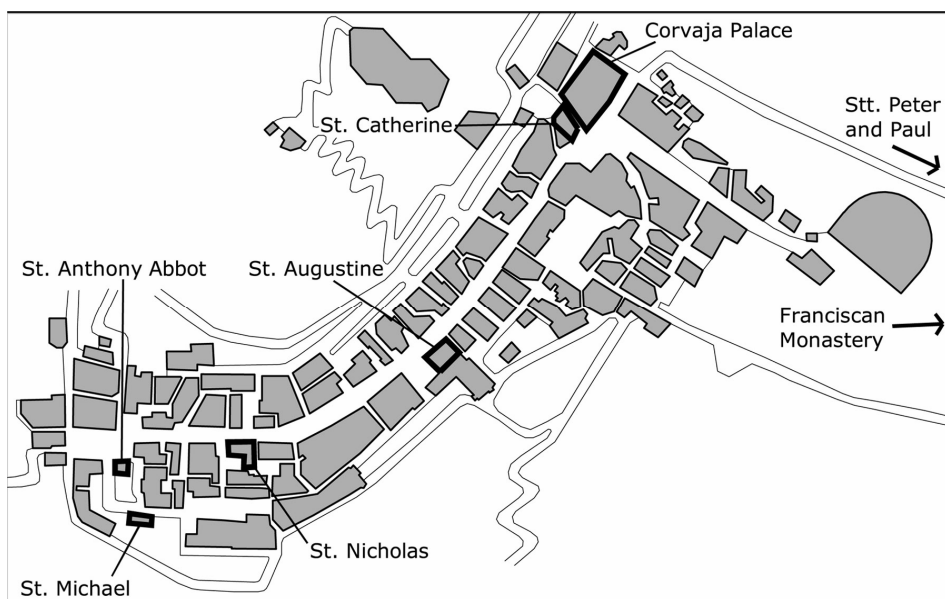 Corvaja Palace
St. Catherine
Stt. Peter
and Paul
St. Anthony Abbot
St. Augustine
Franciscan
Monastery
St. Nicholas
St. Michael